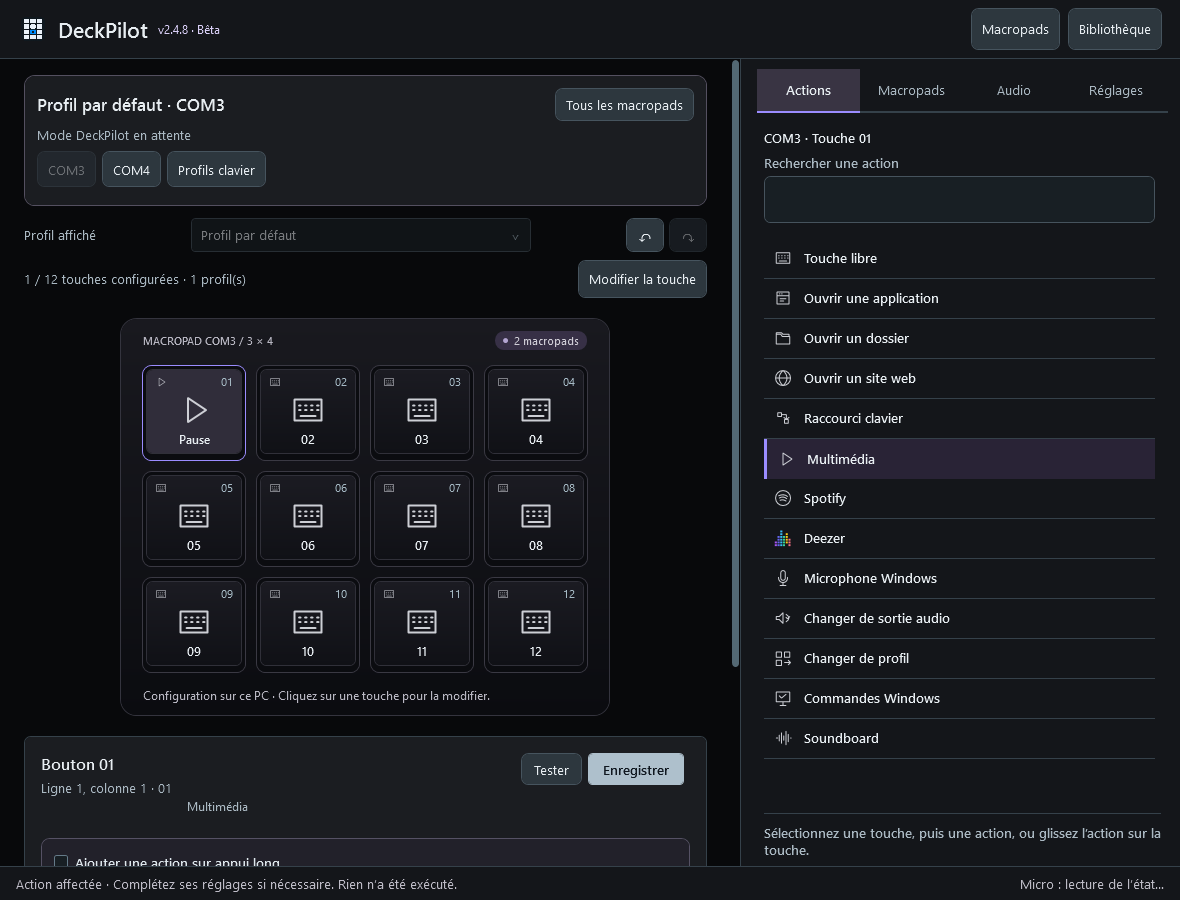 DeckPilot v2.4.8 · Bêta
Macropads
Bibliothèque
Profil par défaut · COM3
Tous les macropads
Mode DeckPilot en attente
COM3
COM4
Profils clavier
Profil affiché
Profil par défaut
1 / 12 touches configurées · 1 profil(s)
Modifier la touche
MACROPAD COM3 / 3 × 4
2 macropads
01
Pause
02
02
03
03
04
04
05
05
06
06
07
07
08
08
09
09
10
10
11
11
12
12
Configuration sur ce PC · Cliquez sur une touche pour la modifier.
Bouton 01
Ligne 1, colonne 1 · 01
Multimédia
Tester
Enregistrer
Ajouter une action sur appui long
Actions
Macropads
Audio
Réglages
COM3 · Touche 01
Rechercher une action
Touche libre
Ouvrir une application
Ouvrir un dossier
Ouvrir un site web
Raccourci clavier
Multimédia
Spotify
Deezer
Microphone Windows
Changer de sortie audio
Changer de profil
Commandes Windows
Soundboard
Sélectionnez une touche, puis une action, ou glissez l'action sur la
touche.
Action affectée · Complétez ses réglages si nécessaire. Rien n'a été exécuté.
Micro : lecture de l'état...